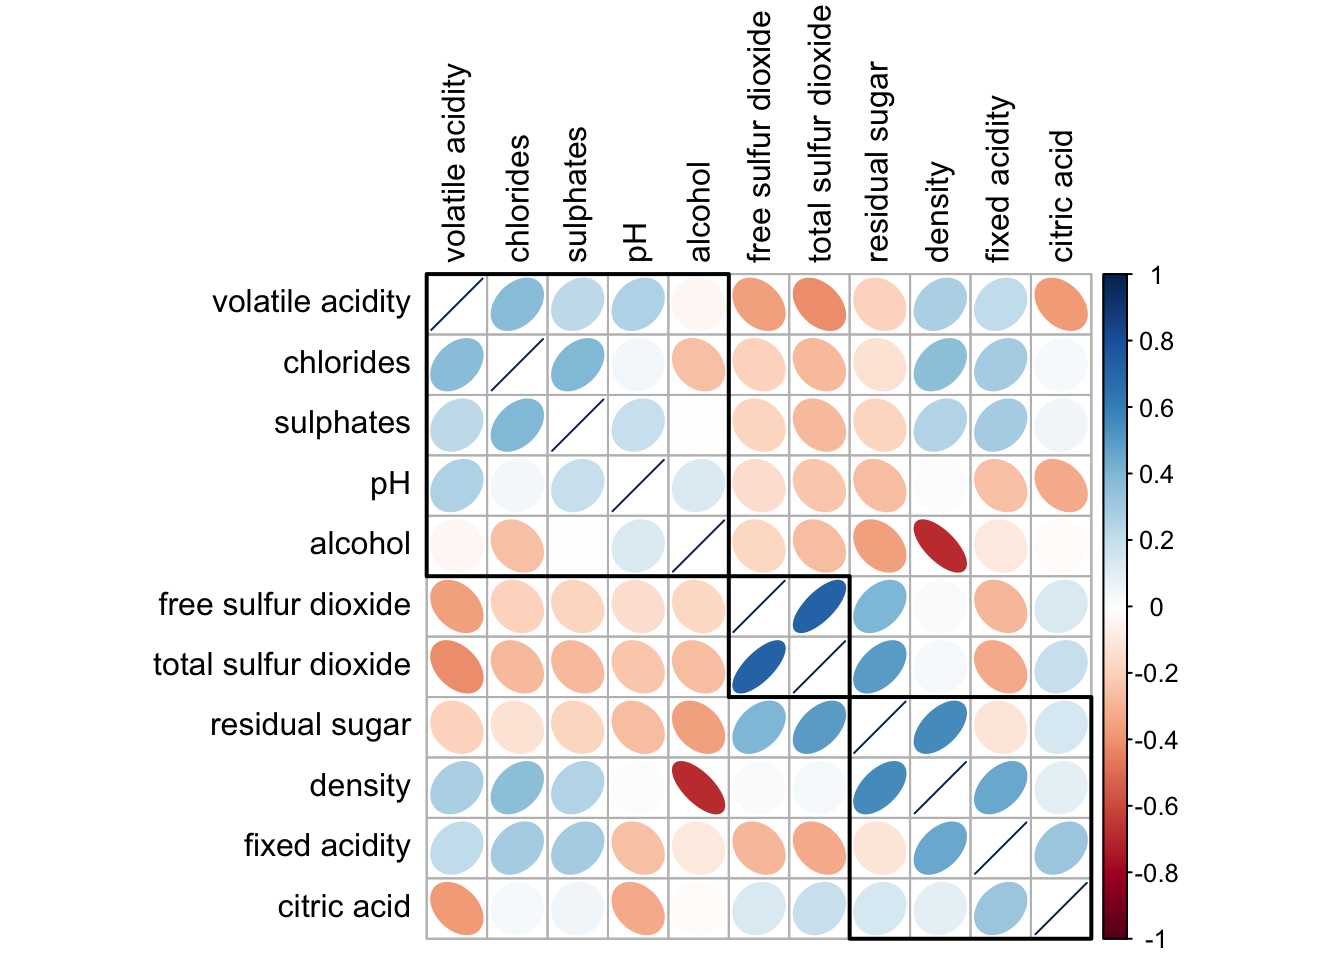 volatile acidity
chlorides
sulphates
pH
alcohol
free sulfur dioxide
total sulfur dioxide
residual sugar
density
fixed acidity
citric acid
volatile acidity
chlorides
sulphates
pH
alcohol
free sulfur dioxide
total sulfur dioxide
residual sugar
density
fixed acidity
citric acid
1
0.8
0.6
0.4
0.2
0
-0.2
-0.4
-0.6
-0.8
-1